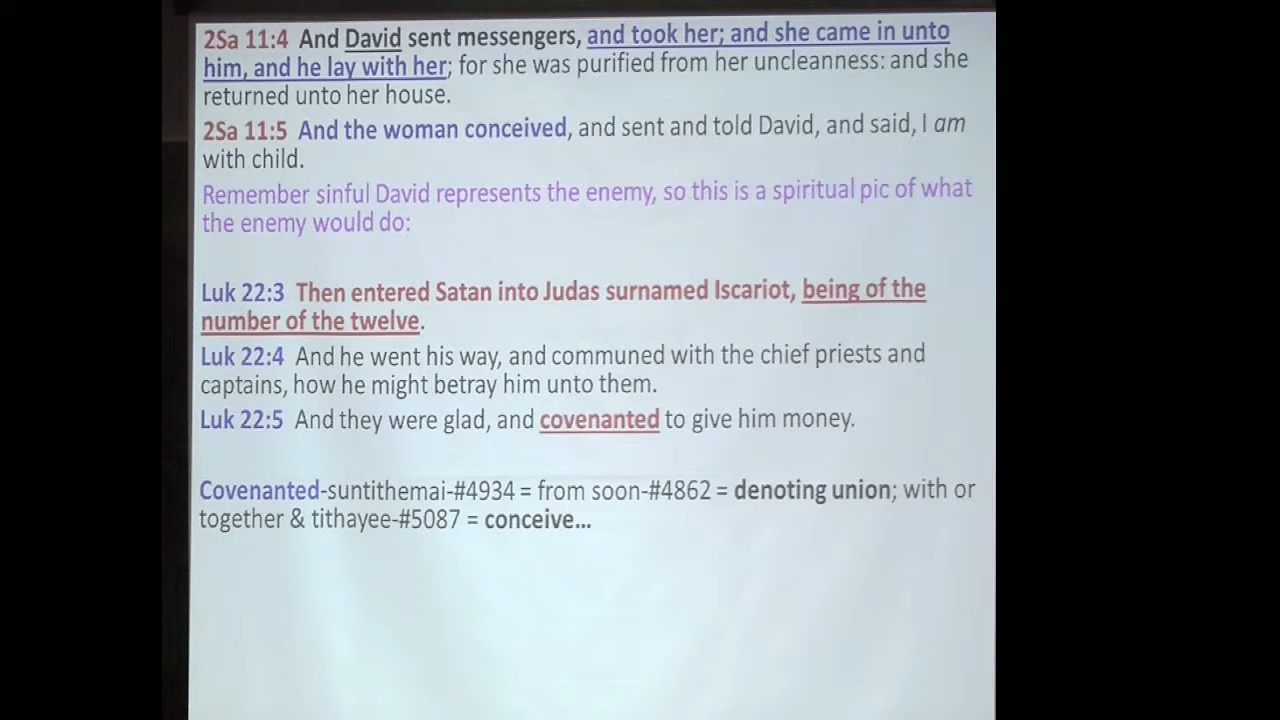 2Sa 11:4 And David sent messengers, and took her; and she came in unto
him, and he lay with her; for she was purified from her uncleanness: and she
returned unto her house.
2Sa 11:5 And the woman conceived, and sent and told David, and said, I am
with child.
Remember sinful David represents the enemy, so this is a spiritual pic of what
the enemy would do:
Luk 22:3 Then entered Satan into Judas surnamed Iscariot, being of the
number of the twelve.
Luk 22:4 And he went his way, and communed with the chief priests and
captains, how he might betray him unto them.
Luk 22:5 And they were glad, and covenanted to give him money.
Covenanted-suntithemai-#4934 = from soon-#4862 = denoting union; with or
together & tithayee-#5087 = conceive...